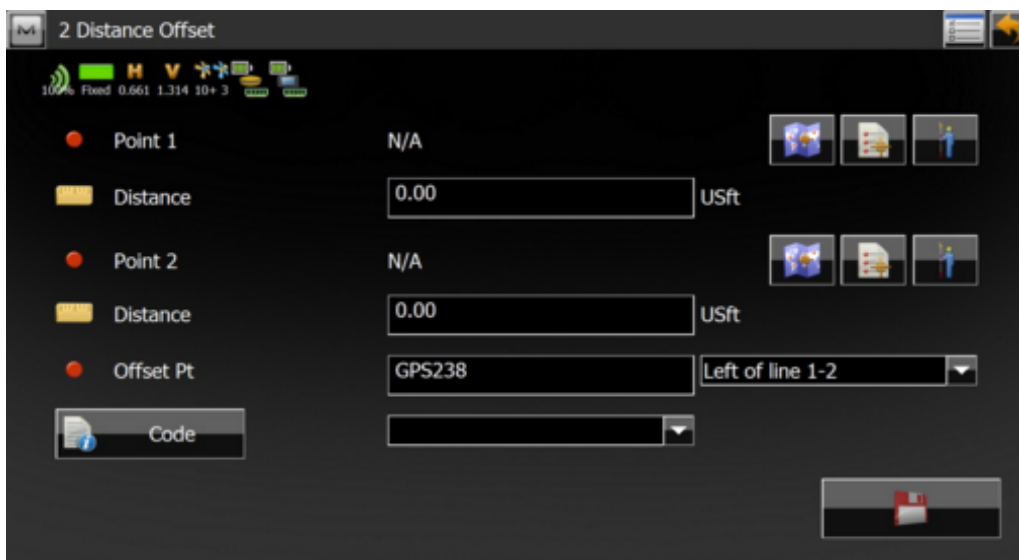 2 Distance Offset
H V
100% Fixed 0.661 1.314 10+ 3
Point 1 N/A
Distance 0.00 USft
Point 2 N/A
Distance 0.00 USft
Offset Pt GPS238 Left of line 1-2
Code